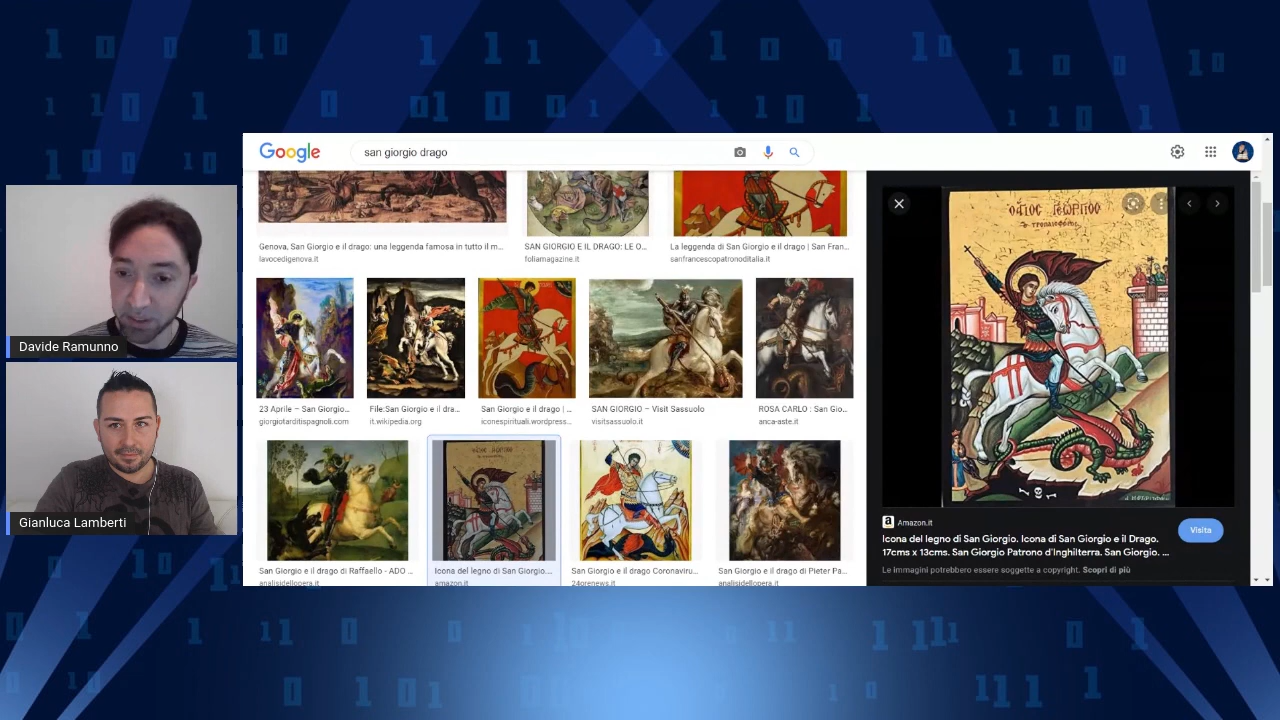 Google
san giorgio drago
Genova, San Giorgio e il drago: una leggenda famosa in tutto il m...
lavocedigenova.it
SAN GIORGIO E IL DRAGO: LE O...
foliamagazine.it
La leggenda di San Giorgio e il drago | San Fran...
sanfrancescopatronoditalia.it
23 Aprile – San Giorgio...
giorgiotarditispagnoli.com
File:San Giorgio e il dra...
it.wikipedia.org
San Giorgio e il drago | ...
iconespirituali.wordpress...
SAN GIORGIO – Visit Sassuolo
visitsassuolo.it
ROSA CARLO : San Gio...
anca-aste.it
San Giorgio e il drago di Raffaello - ADO ...
analisidellopera.it
Icona del legno di San Giorgio....
amazon.it
San Giorgio e il drago Coronaviru...
24orenews.it
San Giorgio e il drago di Pieter Pa...
analisidellopera.it
Amazon.it
Icona del legno di San Giorgio. Icona di San Giorgio e il Drago.
17cms x 13cms. San Giorgio Patrono d'Inghilterra. San Giorgio. ...
Visita
Le immagini potrebbero essere soggette a copyright. Scopri di più
Davide Ramunno
Gianluca Lamberti